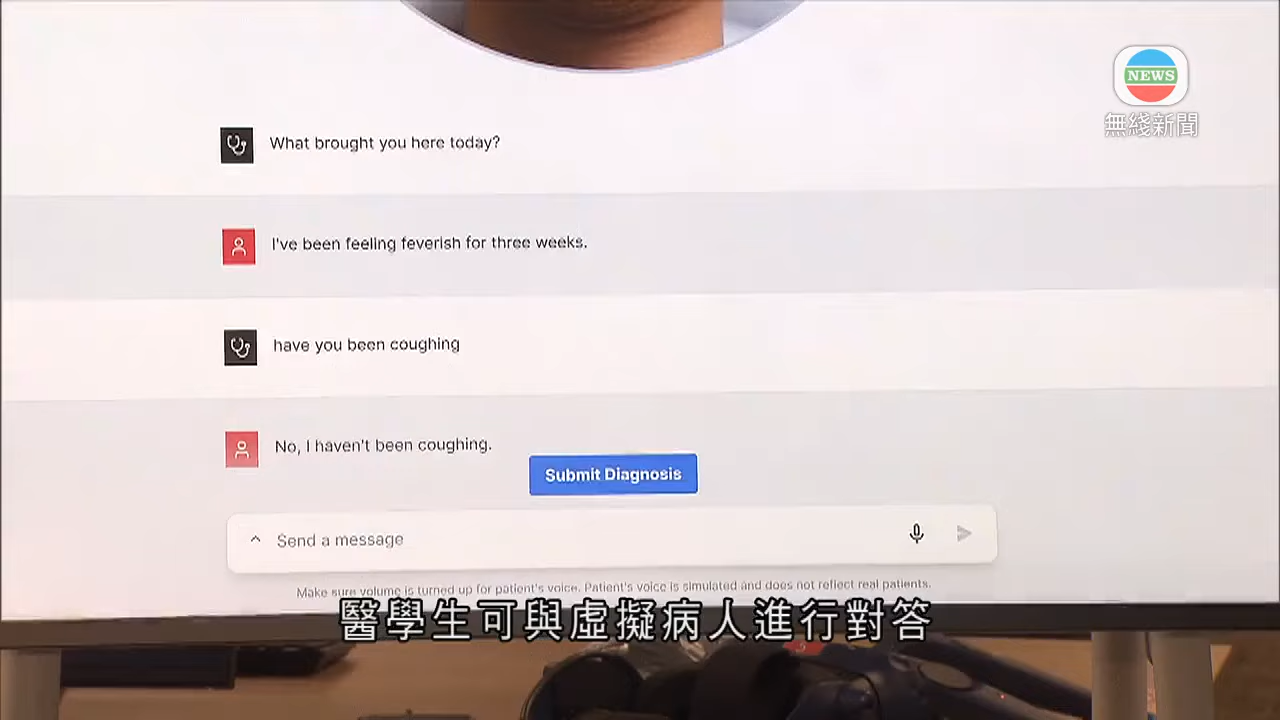 NEWS
無綫新聞
What brought you here today?
I've been feeling feverish for three weeks.
have you been coughing
No, I haven't been coughing.
Submit Diagnosis
Send a message
Make sure volume is turned up for patient's voice. Patient's voice is simulated and does not reflect real patients.
醫學生可與虛擬病人進行對答